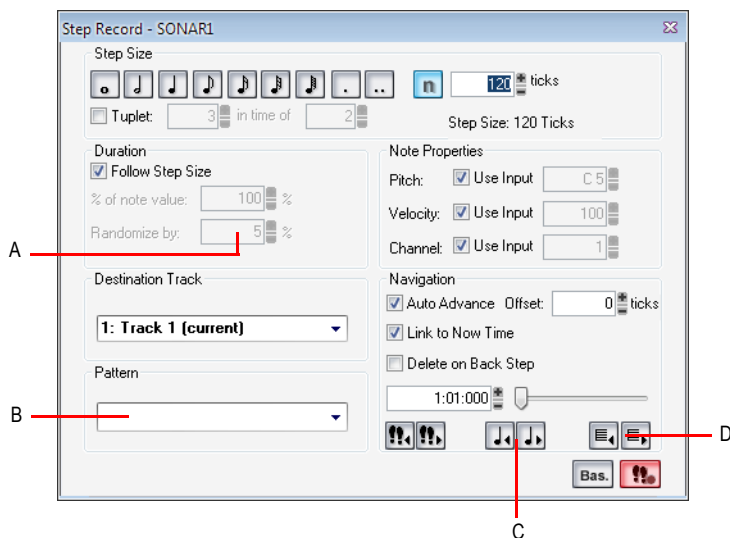 Step Record - SONAR1
Step Size
n 120 ticks
Tuplet: 3 in time of 2 Step Size: 120 Ticks
Duration
Follow Step Size
% of note value: 100 %
Randomize by: 5 %
Note Properties
Pitch: Use Input C 5
Velocity: Use Input 100
Channel: Use Input 1
A
Destination Track
1: Track 1 (current)
Navigation
Auto Advance Offset: 0 ticks
Link to Now Time
Delete on Back Step
1:01:000
Pattern
B
D
Bas.
C